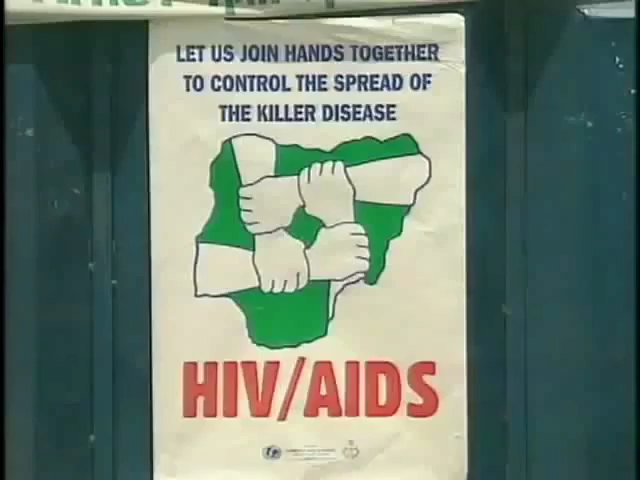 LET US JOIN HANDS TOGETHER
TO CONTROL THE SPREAD OF
THE KILLER DISEASE
HIV/AIDS